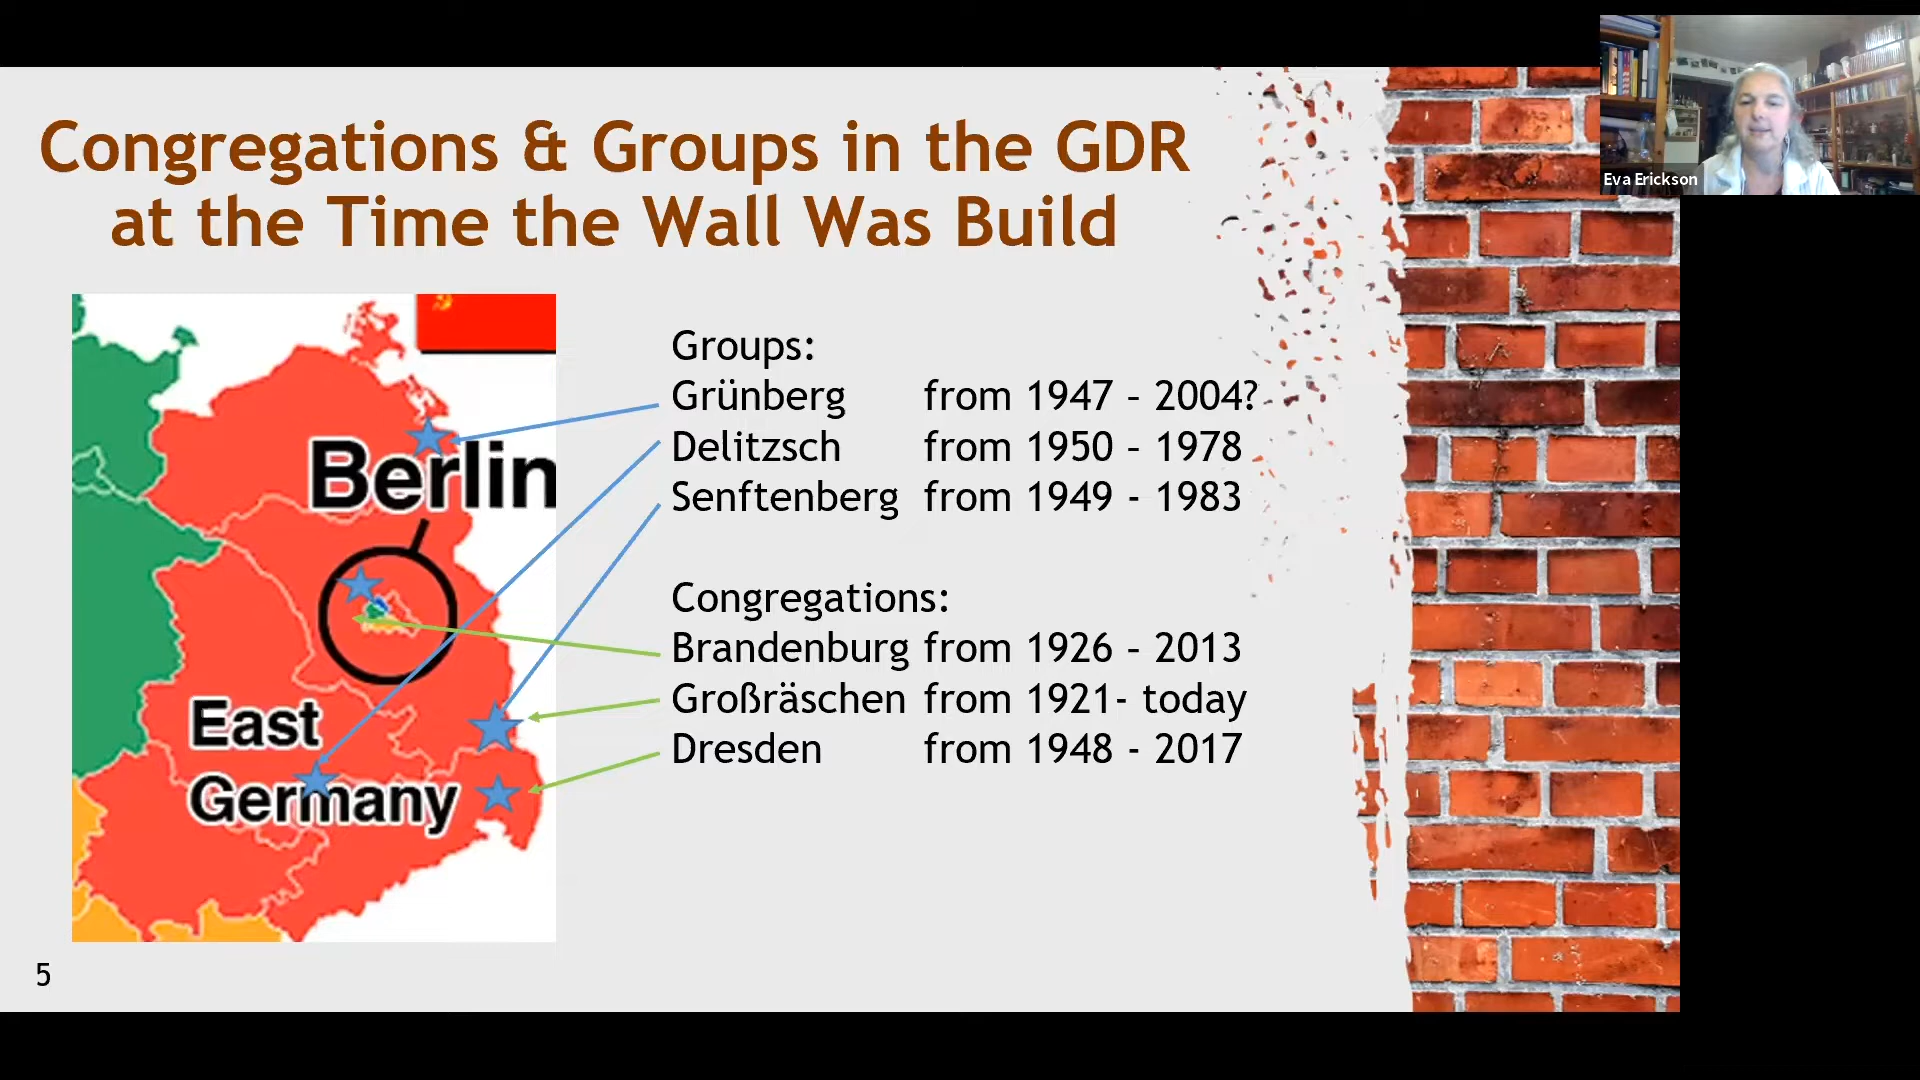 Congregations & Groups in the GDR
at the Time the Wall Was Build
Eva Erickson
Groups:
Grünberg from 1947 – 2004?
Delitzsch from 1950 – 1978
Senftenberg from 1949 - 1983
Congregations:
Brandenburg from 1926 – 2013
Großräschen from 1921- today
Dresden from 1948 - 2017
Berlin
East
Germany
5